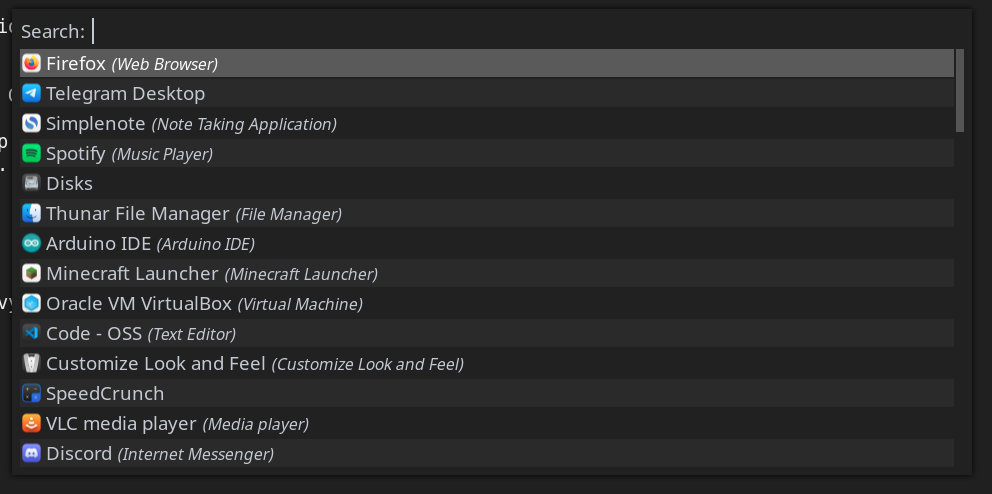 Search:
Firefox (Web Browser)
Telegram Desktop
Simplenote (Note Taking Application)
Spotify (Music Player)
Disks
Thunar File Manager (File Manager)
Arduino IDE (Arduino IDE)
Minecraft Launcher (Minecraft Launcher)
Oracle VM VirtualBox (Virtual Machine)
Code - OSS (Text Editor)
Customize Look and Feel (Customize Look and Feel)
SpeedCrunch
VLC media player (Media player)
Discord (Internet Messenger)